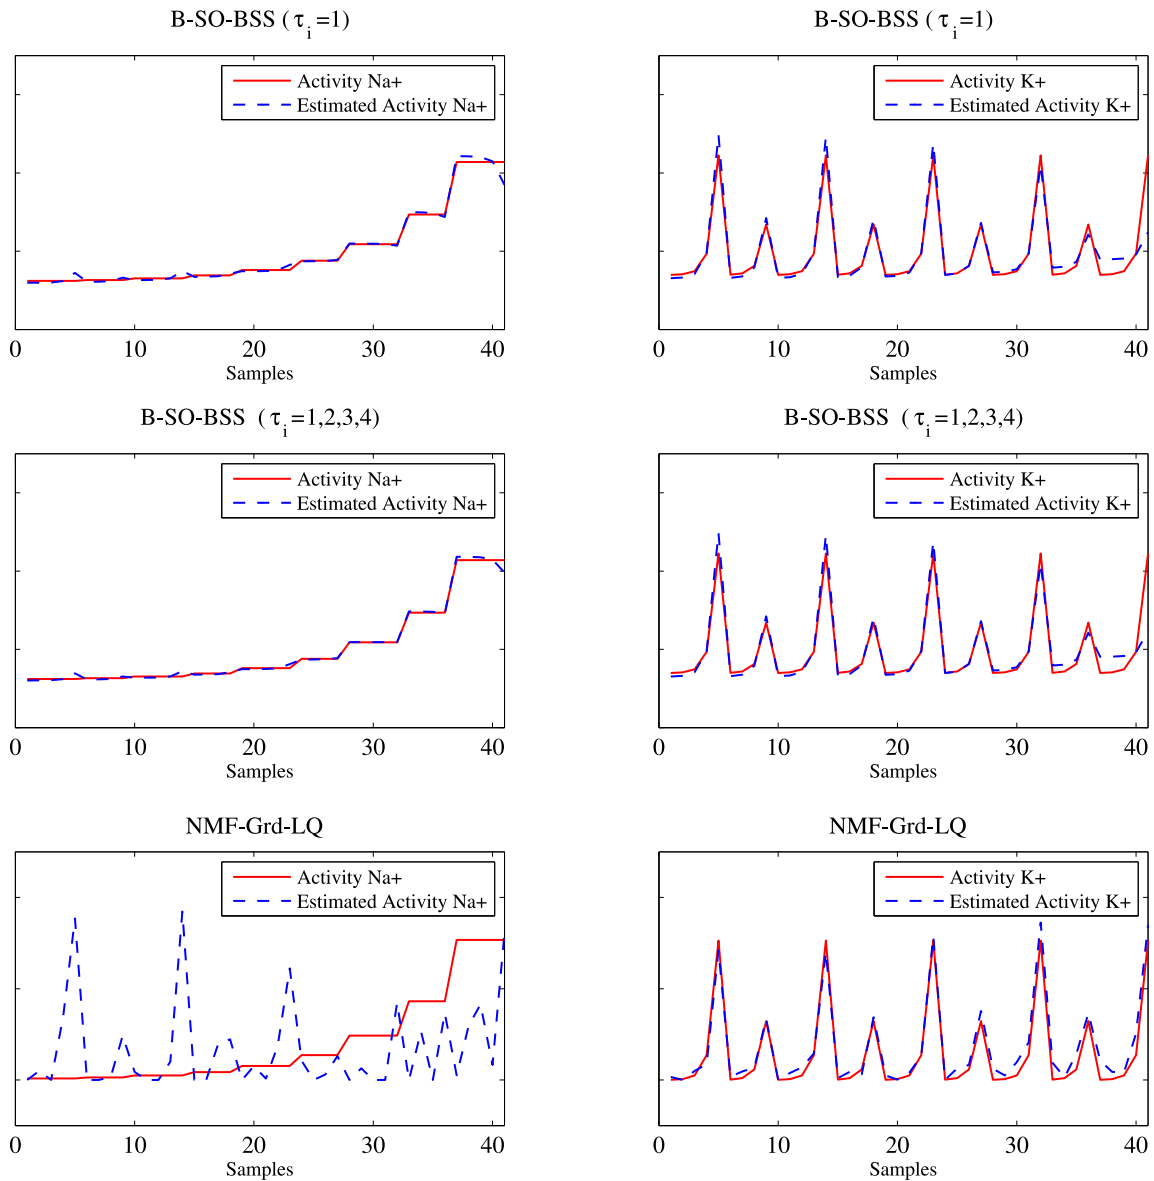 B-SO-BSS ( τ_i=1)
Activity Na+
Estimated Activity Na+
0 10 20 30 40
Samples
B-SO-BSS ( τ_i=1)
Activity K+
Estimated Activity K+
0 10 20 30 40
Samples
B-SO-BSS ( τ_i=1,2,3,4)
Activity Na+
Estimated Activity Na+
0 10 20 30 40
Samples
B-SO-BSS ( τ_i=1,2,3,4)
Activity K+
Estimated Activity K+
0 10 20 30 40
Samples
NMF-Grd-LQ
Activity Na+
Estimated Activity Na+
0 10 20 30 40
Samples
NMF-Grd-LQ
Activity K+
Estimated Activity K+
0 10 20 30 40
Samples